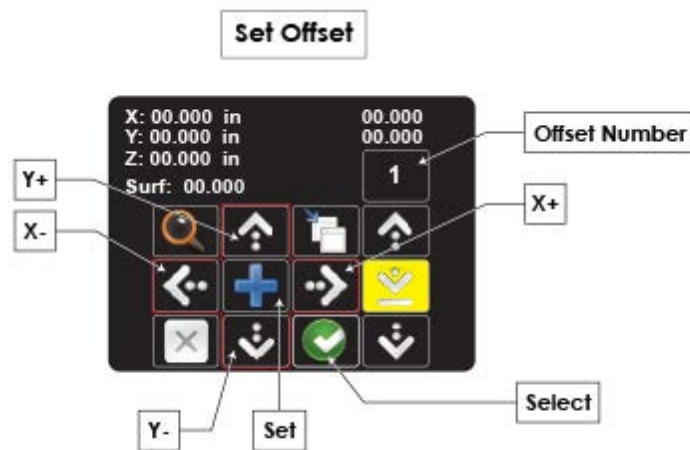 Set Offset
X: 00.000 in 00.000
Y: 00.000 in 00.000
Z: 00.000 in
Surf: 00.000
1
Offset Number
Y+
X-
X+
Y-
Set
Select